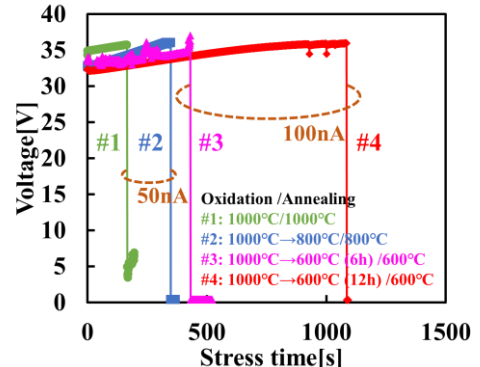 40
35
30
25
20
15
10
5
0
Voltage[V]
#1 #2 #3 #4
100nA
50nA
Oxidation /Annealing
#1: 1000℃/1000℃
#2: 1000℃→800℃/800℃
#3: 1000℃→600℃ (6h) /600℃
#4: 1000℃→600℃ (12h) /600℃
0 500 1000 1500
Stress time[s]